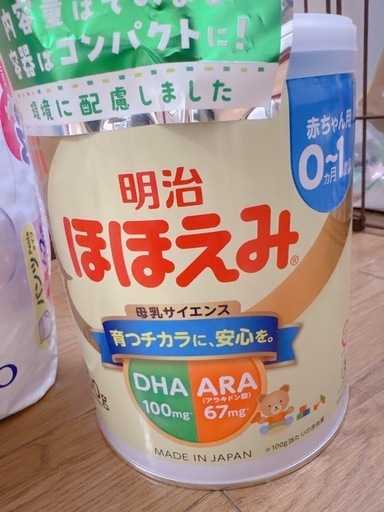 内容量はそのまま
容器はコンパクトに!
環境に配慮しました
赤ちゃん用
0~1
カ月
明治
ほほえみ®
母乳サイエンス
育つチカラに、安心を。
DHA
100mg※
ARA
(アラキドン酸)
67mg※
※100g当たりの含有量
0g
MADE IN JAPAN
パンツ